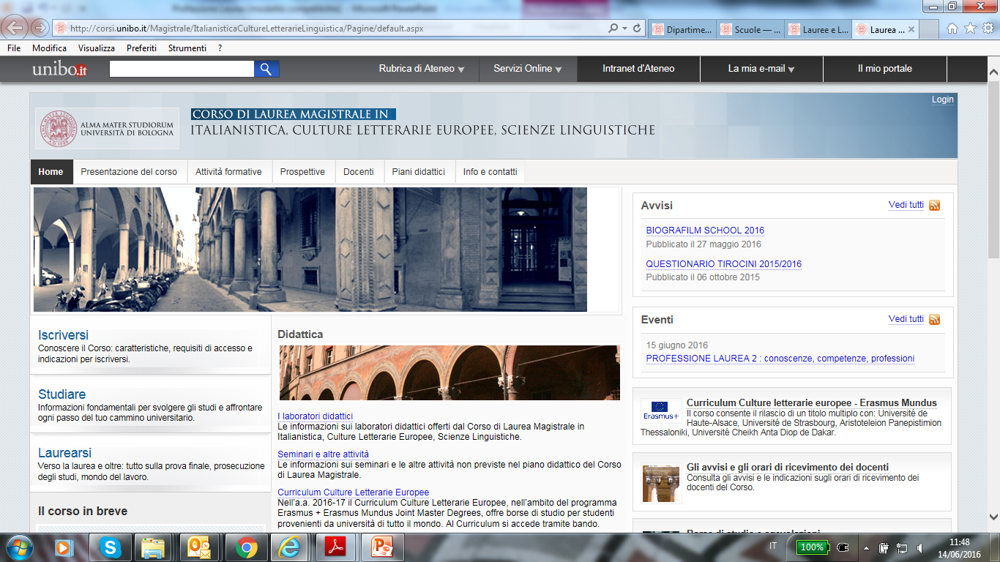 http://corsi.unibo.it/Magistrale/ItalianisticaCultureLetterarieLinguistica/Pagine/default.aspx
Dipartime...
Scuole — ...
Lauree e L...
Laurea ...
File Modifica Visualizza Preferiti Strumenti ?
unibo.it
Rubrica di Ateneo
Servizi Online
Intranet d'Ateneo
La mia e-mail
Il mio portale
Login
ALMA MATER STUDIORUM
UNIVERSITÀ DI BOLOGNA
CORSO DI LAUREA MAGISTRALE IN
ITALIANISTICA, CULTURE LETTERARIE EUROPEE, SCIENZE LINGUISTICHE
Home
Presentazione del corso
Attività formative
Prospettive
Docenti
Piani didattici
Info e contatti
Iscriversi
Conoscere il Corso: caratteristiche, requisiti di accesso e
indicazioni per iscriversi.
Studiare
Informazioni fondamentali per svolgere gli studi e affrontare
ogni passo del tuo cammino universitario.
Laurearsi
Verso la laurea e oltre: tutto sulla prova finale, prosecuzione
degli studi, mondo del lavoro.
Il corso in breve
Didattica
I laboratori didattici
Le informazioni sui laboratori didattici offerti dal Corso di Laurea Magistrale in
Italianistica, Culture Letterarie Europee, Scienze Linguistiche.
Seminari e altre attività
Le informazioni sui seminari e le altre attività non previste nel piano didattico del Corso
di Laurea Magistrale.
Curriculum Culture Letterarie Europee
Nell'a.a. 2016-17 il Curriculum Culture Letterarie Europee, nell'ambito del programma
Erasmus + Erasmus Mundus Joint Master Degrees, offre borse di studio per studenti
provenienti da università di tutto il mondo. Al Curriculum si accede tramite bando.
Avvisi
Vedi tutti
BIOGRAFILM SCHOOL 2016
Pubblicato il 27 maggio 2016
QUESTIONARIO TIROCINI 2015/2016
Pubblicato il 06 ottobre 2015
Eventi
Vedi tutti
15 giugno 2016
PROFESSIONE LAUREA 2 : conoscenze, competenze, professioni
Erasmus+
Curriculum Culture letterarie europee - Erasmus Mundus
Il corso consente il rilascio di un titolo multiplo con: Université de
Haute-Alsace, Université de Strasbourg, Aristoteleion Panepistimion
Thessaloniki, Université Cheikh Anta Diop de Dakar.
Gli avvisi e gli orari di ricevimento dei docenti
Consulta gli avvisi e le indicazioni sugli orari di ricevimento dei
docenti del Corso.
IT
100%
11:48
14/06/2016